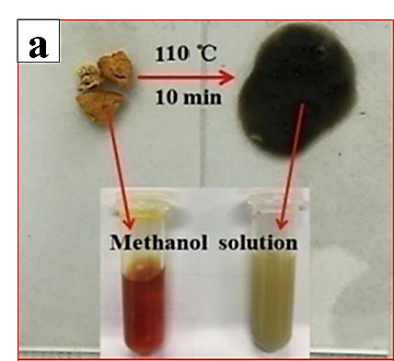 a
110 ℃
10 min
Methanol solution